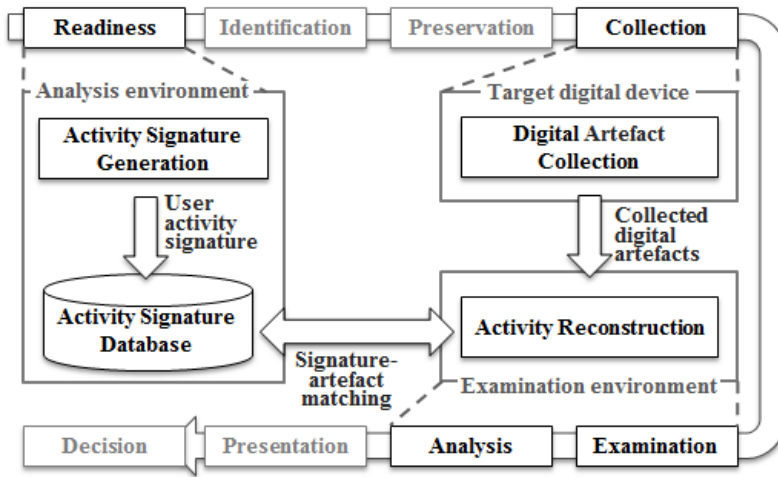 Readiness
Identification
Preservation
Collection
Analysis environment
Target digital device
Activity Signature
Generation
Digital Artefact
Collection
User
activity
signature
Collected
digital
artefacts
Activity Signature
Database
Activity Reconstruction
Signature-
artefact
matching
Examination environment
Decision
Presentation
Analysis
Examination